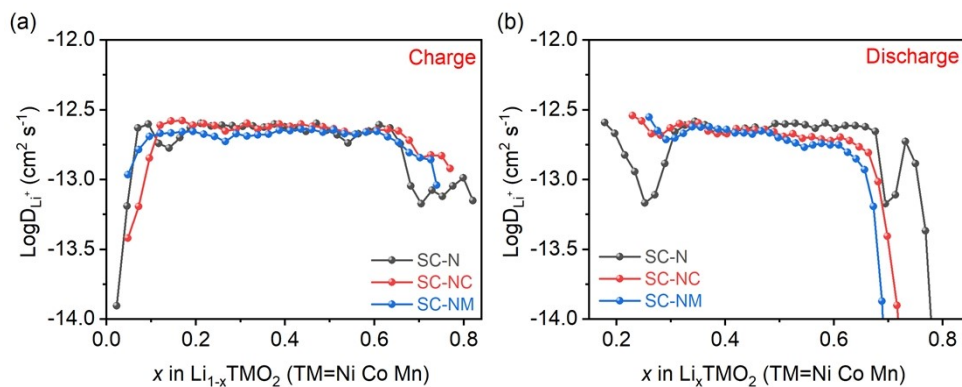 (a)
Charge
-12.0
-12.5
-13.0
-13.5
-14.0
LogD_Li⁺ (cm² s⁻¹)
SC-N
SC-NC
SC-NM
0.0 0.2 0.4 0.6 0.8
x in Li₁₋ₓTMO₂ (TM=Ni Co Mn)
(b)
Discharge
-12.0
-12.5
-13.0
-13.5
-14.0
LogD_Li⁺ (cm² s⁻¹)
SC-N
SC-NC
SC-NM
0.2 0.4 0.6 0.8
x in LiₓTMO₂ (TM=Ni Co Mn)